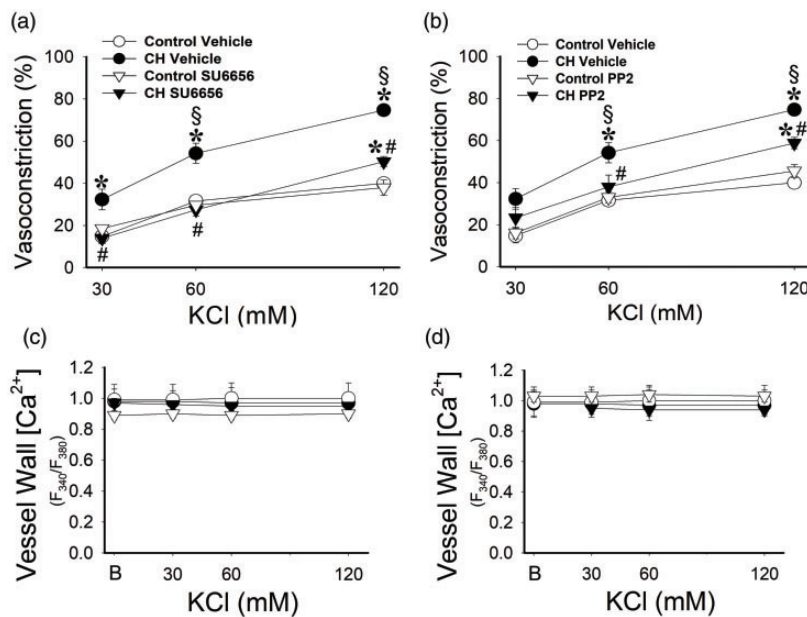 (a)
Control Vehicle
CH Vehicle
Control SU6656
CH SU6656
Vasoconstriction (%)
100
80
60
40
20
0
§
*
§
*
*
*#
#
#
30
60
120
KCl (mM)
(b)
Control Vehicle
CH Vehicle
Control PP2
CH PP2
Vasoconstriction (%)
100
80
60
40
20
0
§
*
§
*
*#
#
30
60
120
KCl (mM)
(c)
Vessel Wall [Ca2+]
(F340/F380)
1.2
1.0
0.8
0.6
0.4
0.2
0.0
B
30
60
120
KCl (mM)
(d)
Vessel Wall [Ca2+]
(F340/F380)
1.2
1.0
0.8
0.6
0.4
0.2
0.0
B
30
60
120
KCl (mM)